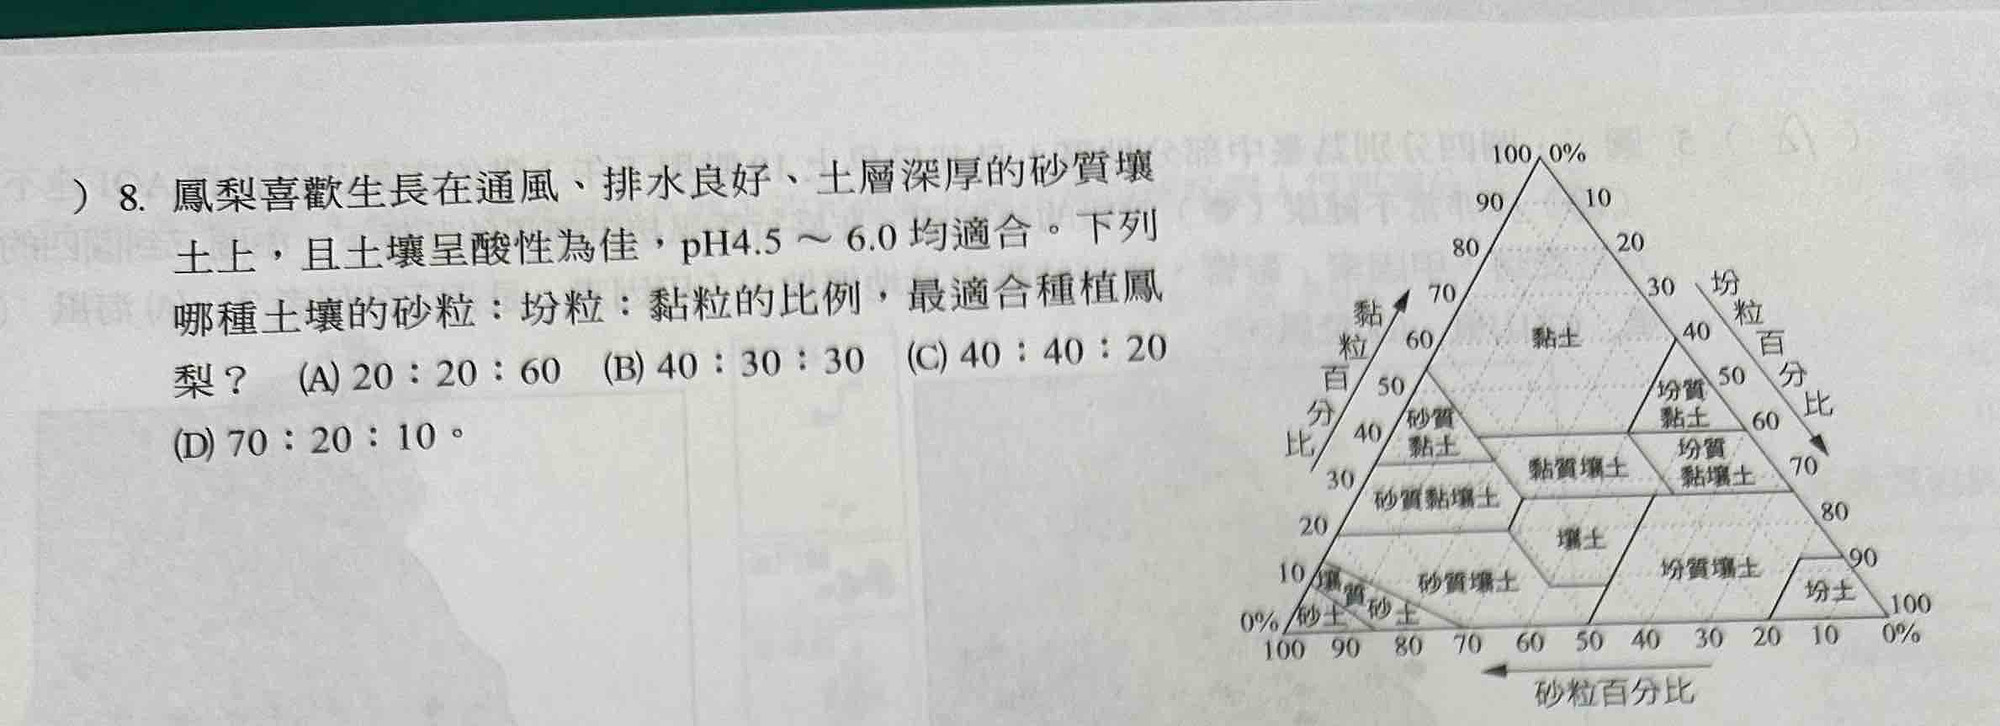 ）8. 鳳梨喜歡生長在通風、排水良好、土層深厚的砂質壤
土上，且土壤呈酸性為佳，pH4.5～6.0均適合。下列
哪種土壤的砂粒：坋粒：黏粒的比例，最適合種植鳳
梨？ (A) 20：20：60 (B) 40：30：30 (C) 40：40：20
(D) 70：20：10。
100 0%
90 10
80 20
70 30
60 40
50 50
40 60
30 70
20 80
10 90
0% 100
黏粒百分比
坋粒百分比
黏土
坋質
黏土
砂質
黏土
黏質壤土
坋質
黏壤土
砂質黏壤土
壤土
砂質壤土
坋質壤土
坋土
壤質砂土
砂土
100 90 80 70 60 50 40 30 20 10 0%
砂粒百分比